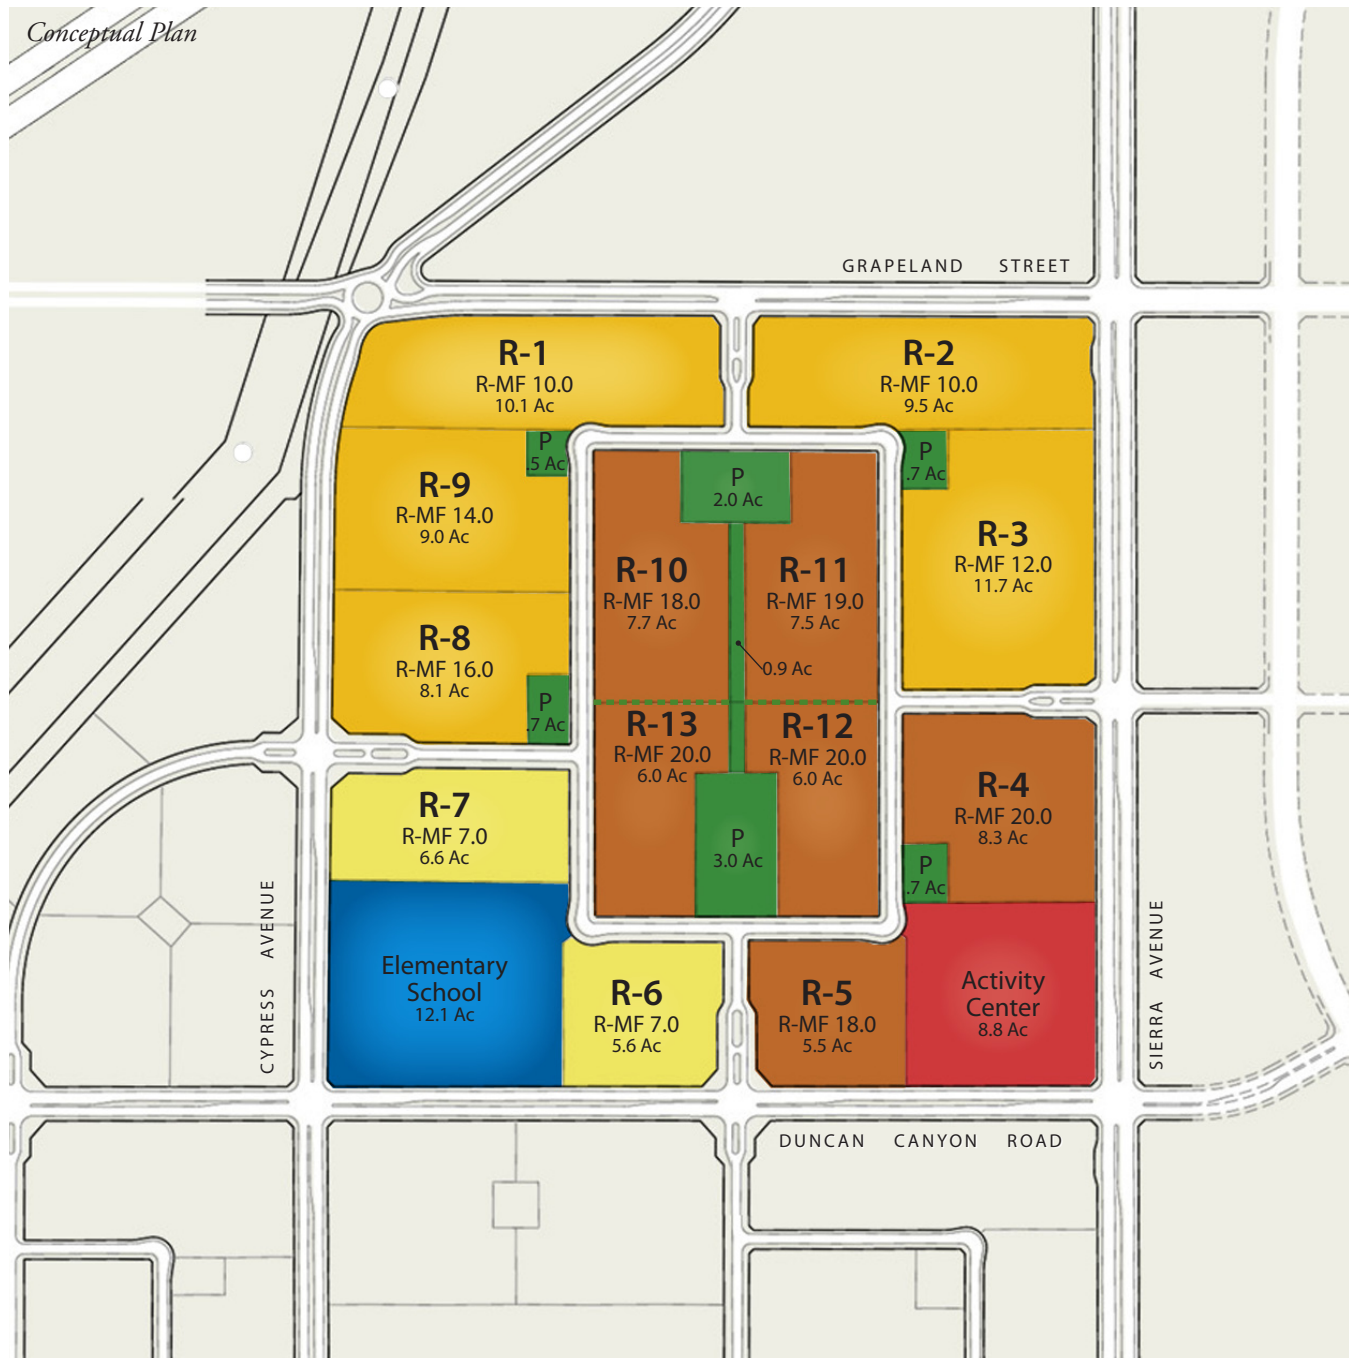 Conceptual Plan
GRAPELAND STREET
R-1
R-MF 10.0
10.1 Ac
R-2
R-MF 10.0
9.5 Ac
P
.5 Ac
P
.7 Ac
R-9
R-MF 14.0
9.0 Ac
P
2.0 Ac
R-3
R-MF 12.0
11.7 Ac
R-10
R-MF 18.0
7.7 Ac
R-11
R-MF 19.0
7.5 Ac
0.9 Ac
R-8
R-MF 16.0
8.1 Ac
P
.7 Ac
R-13
R-MF 20.0
6.0 Ac
R-12
R-MF 20.0
6.0 Ac
R-4
R-MF 20.0
8.3 Ac
R-7
R-MF 7.0
6.6 Ac
P
3.0 Ac
P
.7 Ac
CYPRESS AVENUE
SIERRA AVENUE
Elementary
School
12.1 Ac
R-6
R-MF 7.0
5.6 Ac
R-5
R-MF 18.0
5.5 Ac
Activity
Center
8.8 Ac
DUNCAN CANYON ROAD